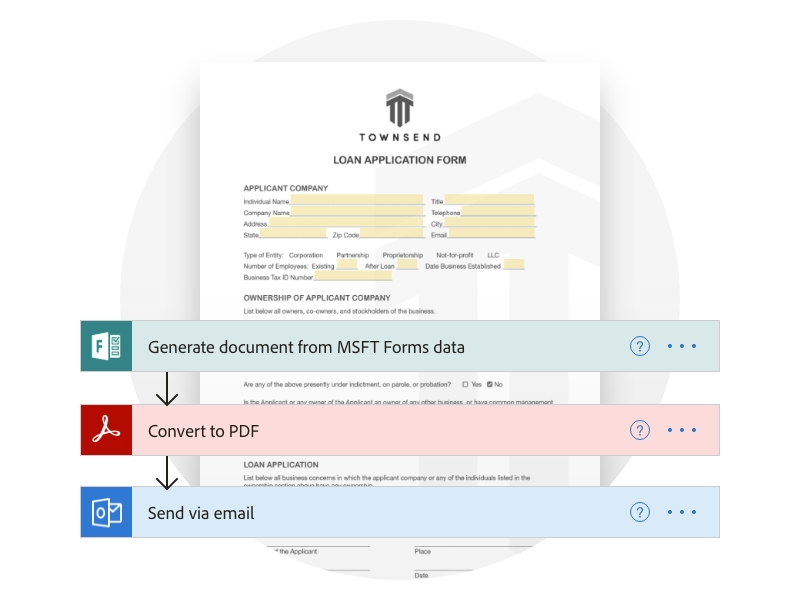 TOWNSEND
LOAN APPLICATION FORM
APPLICANT COMPANY
Individual Name Title
Company Name Telephone
Address City
State Zip Code Email
Type of Entity: Corporation Partnership Proprietorship Not-for-profit LLC
Number of Employees: Existing After Loan Date Business Established
Business Tax ID Number
OWNERSHIP OF APPLICANT COMPANY
List below all owners, co-owners, and stockholders of the business.
F
Generate document from MSFT Forms data ?
Are any of the above presently under indictment, on parole, or probation? Yes No
Is the Applicant or any owner of the Applicant an owner of any other business, or have common management
Convert to PDF ?
LOAN APPLICATION
List below all business concerns in which the applicant company or any of the individuals listed in the
ownership section above have any ownership.
O
Send via email ?
the Applicant Place
Date